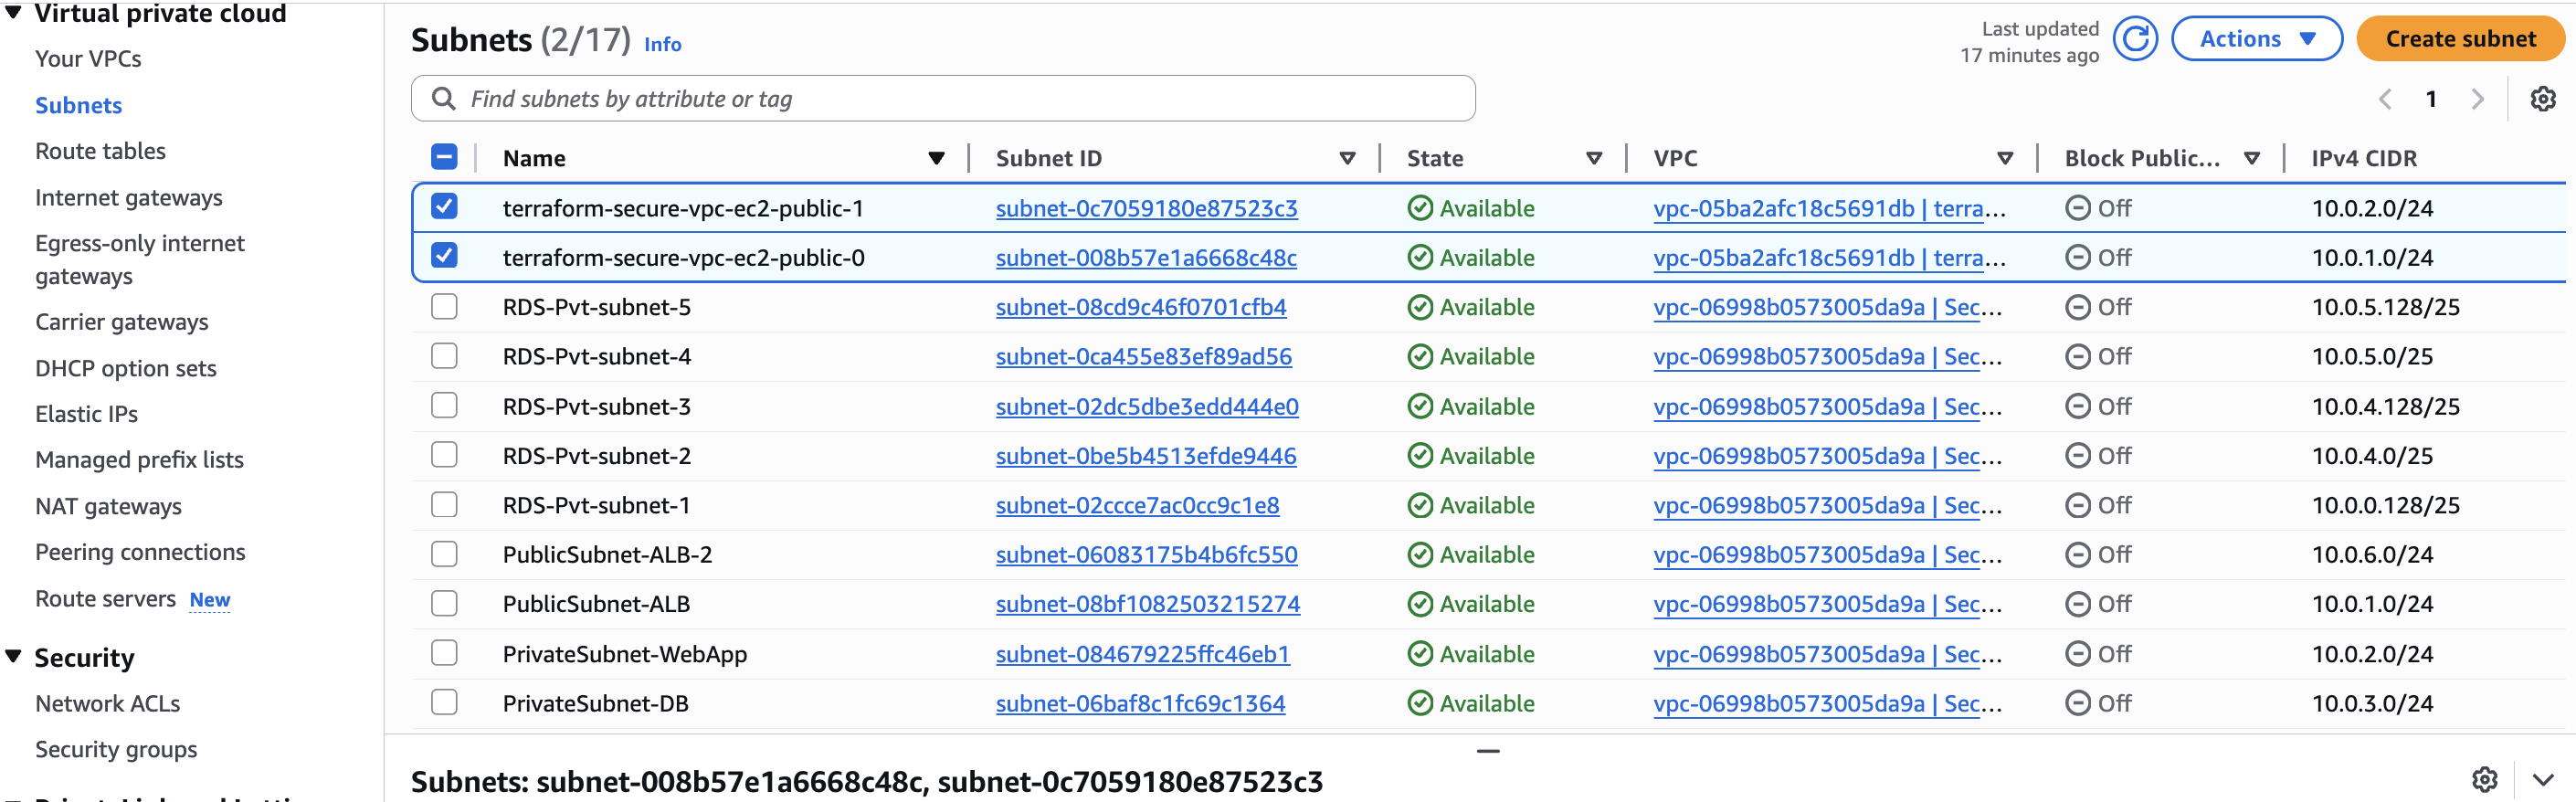 Virtual private cloud
Your VPCs
Subnets
Route tables
Internet gateways
Egress-only internet
gateways
Carrier gateways
DHCP option sets
Elastic IPs
Managed prefix lists
NAT gateways
Peering connections
Route servers New
Security
Network ACLs
Security groups
Subnets (2/17) Info
Last updated
17 minutes ago
Actions
Create subnet
Find subnets by attribute or tag
1
Name Subnet ID State VPC Block Public... IPv4 CIDR
terraform-secure-vpc-ec2-public-1 subnet-0c7059180e87523c3 Available vpc-05ba2afc18c5691db | terra... Off 10.0.2.0/24
terraform-secure-vpc-ec2-public-0 subnet-008b57e1a6668c48c Available vpc-05ba2afc18c5691db | terra... Off 10.0.1.0/24
RDS-Pvt-subnet-5 subnet-08cd9c46f0701cfb4 Available vpc-06998b0573005da9a | Sec... Off 10.0.5.128/25
RDS-Pvt-subnet-4 subnet-0ca455e83ef89ad56 Available vpc-06998b0573005da9a | Sec... Off 10.0.5.0/25
RDS-Pvt-subnet-3 subnet-02dc5dbe3edd444e0 Available vpc-06998b0573005da9a | Sec... Off 10.0.4.128/25
RDS-Pvt-subnet-2 subnet-0be5b4513efde9446 Available vpc-06998b0573005da9a | Sec... Off 10.0.4.0/25
RDS-Pvt-subnet-1 subnet-02ccce7ac0cc9c1e8 Available vpc-06998b0573005da9a | Sec... Off 10.0.0.128/25
PublicSubnet-ALB-2 subnet-06083175b4b6fc550 Available vpc-06998b0573005da9a | Sec... Off 10.0.6.0/24
PublicSubnet-ALB subnet-08bf1082503215274 Available vpc-06998b0573005da9a | Sec... Off 10.0.1.0/24
PrivateSubnet-WebApp subnet-084679225ffc46eb1 Available vpc-06998b0573005da9a | Sec... Off 10.0.2.0/24
PrivateSubnet-DB subnet-06baf8c1fc69c1364 Available vpc-06998b0573005da9a | Sec... Off 10.0.3.0/24
Subnets: subnet-008b57e1a6668c48c, subnet-0c7059180e87523c3